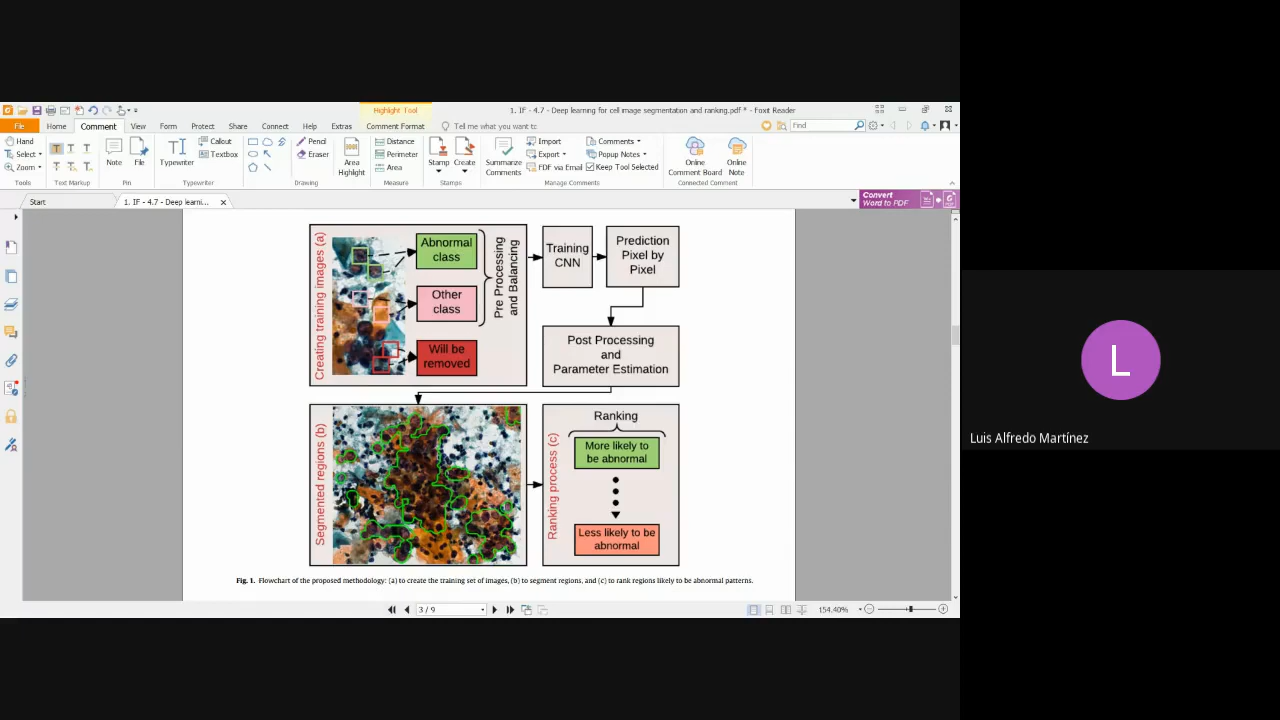 Highlight Tool
1. IF - 4.7 - Deep learning for cell image segmentation and ranking.pdf * - Foxit Reader
File Home Comment View Form Protect Share Connect Help Extras Comment Format Tell me what you want to Find
Hand
Select
Zoom
Tools
Text Markup
Note
File
Pin
Typewriter
Callout
Textbox
Typewriter
Pencil
Eraser
Drawing
Area
Highlight
Distance
Perimeter
Area
Measure
Stamp
Create
Stamps
Summarize
Comments
Import
Export
FDF via Email
Comments
Popup Notes
Keep Tool Selected
Manage Comments
Online
Comment Board
Online
Note
Connected Comment
Start
1. IF - 4.7 - Deep learni...
Convert
Word to PDF
Creating training images (a)
Abnormal
class
Other
class
Will be
removed
Pre Processing
and Balancing
Training
CNN
Prediction
Pixel by
Pixel
Post Processing
and
Parameter Estimation
Segmented regions (b)
Ranking process (c)
Ranking
More likely to
be abnormal
Less likely to be
abnormal
Fig. 1. Flowchart of the proposed methodology: (a) to create the training set of images, (b) to segment regions, and (c) to rank regions likely to be abnormal patterns.
3 / 9
154.40%
L
Luis Alfredo Martínez